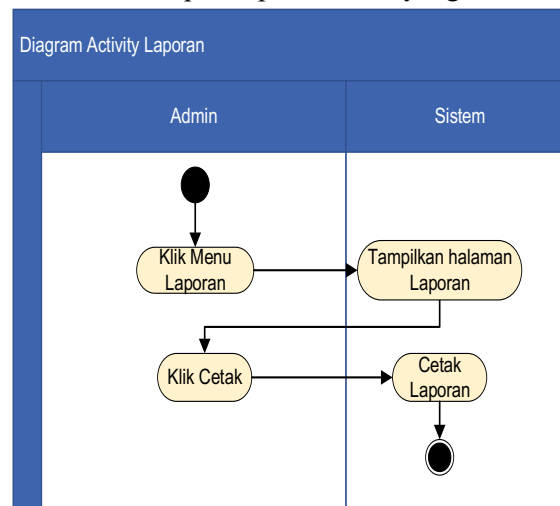 Diagram Activity Laporan
Admin
Sistem
Klik Menu
Laporan
Tampilkan halaman
Laporan
Klik Cetak
Cetak
Laporan